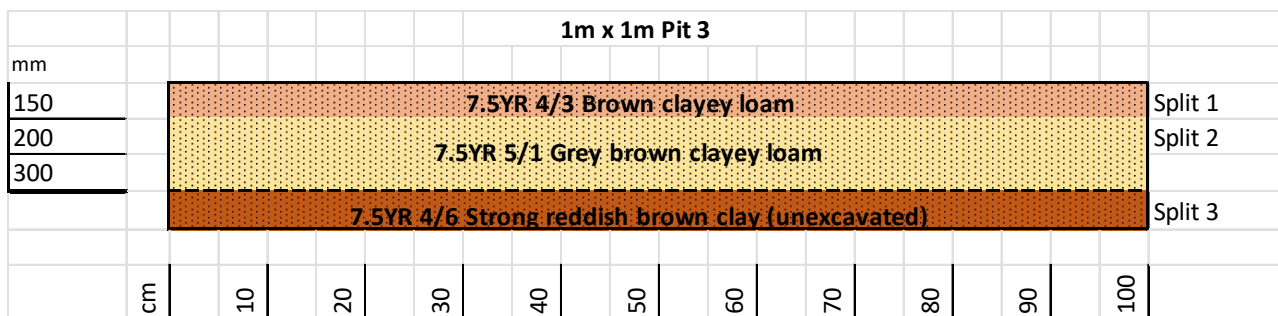 1m x 1m Pit 3
mm
150 7.5YR 4/3 Brown clayey loam Split 1
200 Split 2
7.5YR 5/1 Grey brown clayey loam
300
7.5YR 4/6 Strong reddish brown clay (unexcavated) Split 3
cm 10 20 30 40 50 60 70 80 90 100